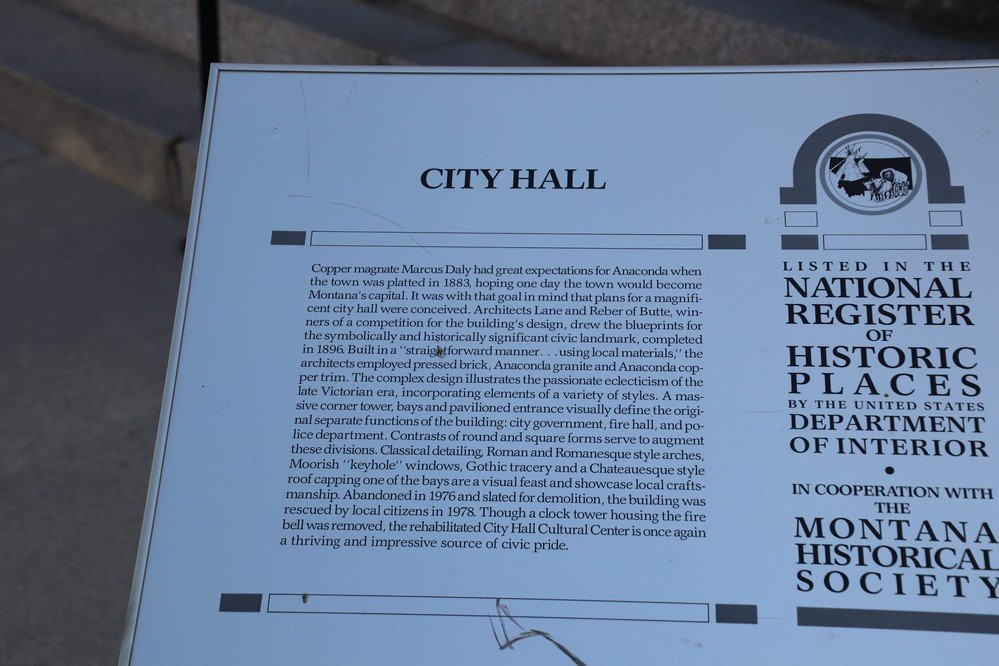 CITY HALL
Copper magnate Marcus Daly had great expectations for Anaconda when
the town was platted in 1883, hoping one day the town would become
Montana's capital. It was with that goal in mind that plans for a magnifi-
cent city hall were conceived. Architects Lane and Reber of Butte, win-
ners of a competition for the building's design, drew the blueprints for
the symbolically and historically significant civic landmark, completed
in 1896. Built in a "straightforward manner. . .using local materials," the
architects employed pressed brick, Anaconda granite and Anaconda cop-
per trim. The complex design illustrates the passionate eclecticism of the
late Victorian era, incorporating elements of a variety of styles. A mas-
sive corner tower, bays and pavilioned entrance visually define the origi-
nal separate functions of the building: city government, fire hall, and po-
lice department. Contrasts of round and square forms serve to augment
these divisions. Classical detailing, Roman and Romanesque style arches,
Moorish "keyhole" windows, Gothic tracery and a Chateauesque style
roof capping one of the bays are a visual feast and showcase local crafts-
manship. Abandoned in 1976 and slated for demolition, the building was
rescued by local citizens in 1978. Though a clock tower housing the fire
bell was removed, the rehabilitated City Hall Cultural Center is once again
a thriving and impressive source of civic pride.
LISTED IN THE
NATIONAL
REGISTER
OF
HISTORIC
PLACES
BY THE UNITED STATES
DEPARTMENT
OF INTERIOR
•
IN COOPERATION WITH
THE
MONTANA
HISTORICAL
SOCIETY